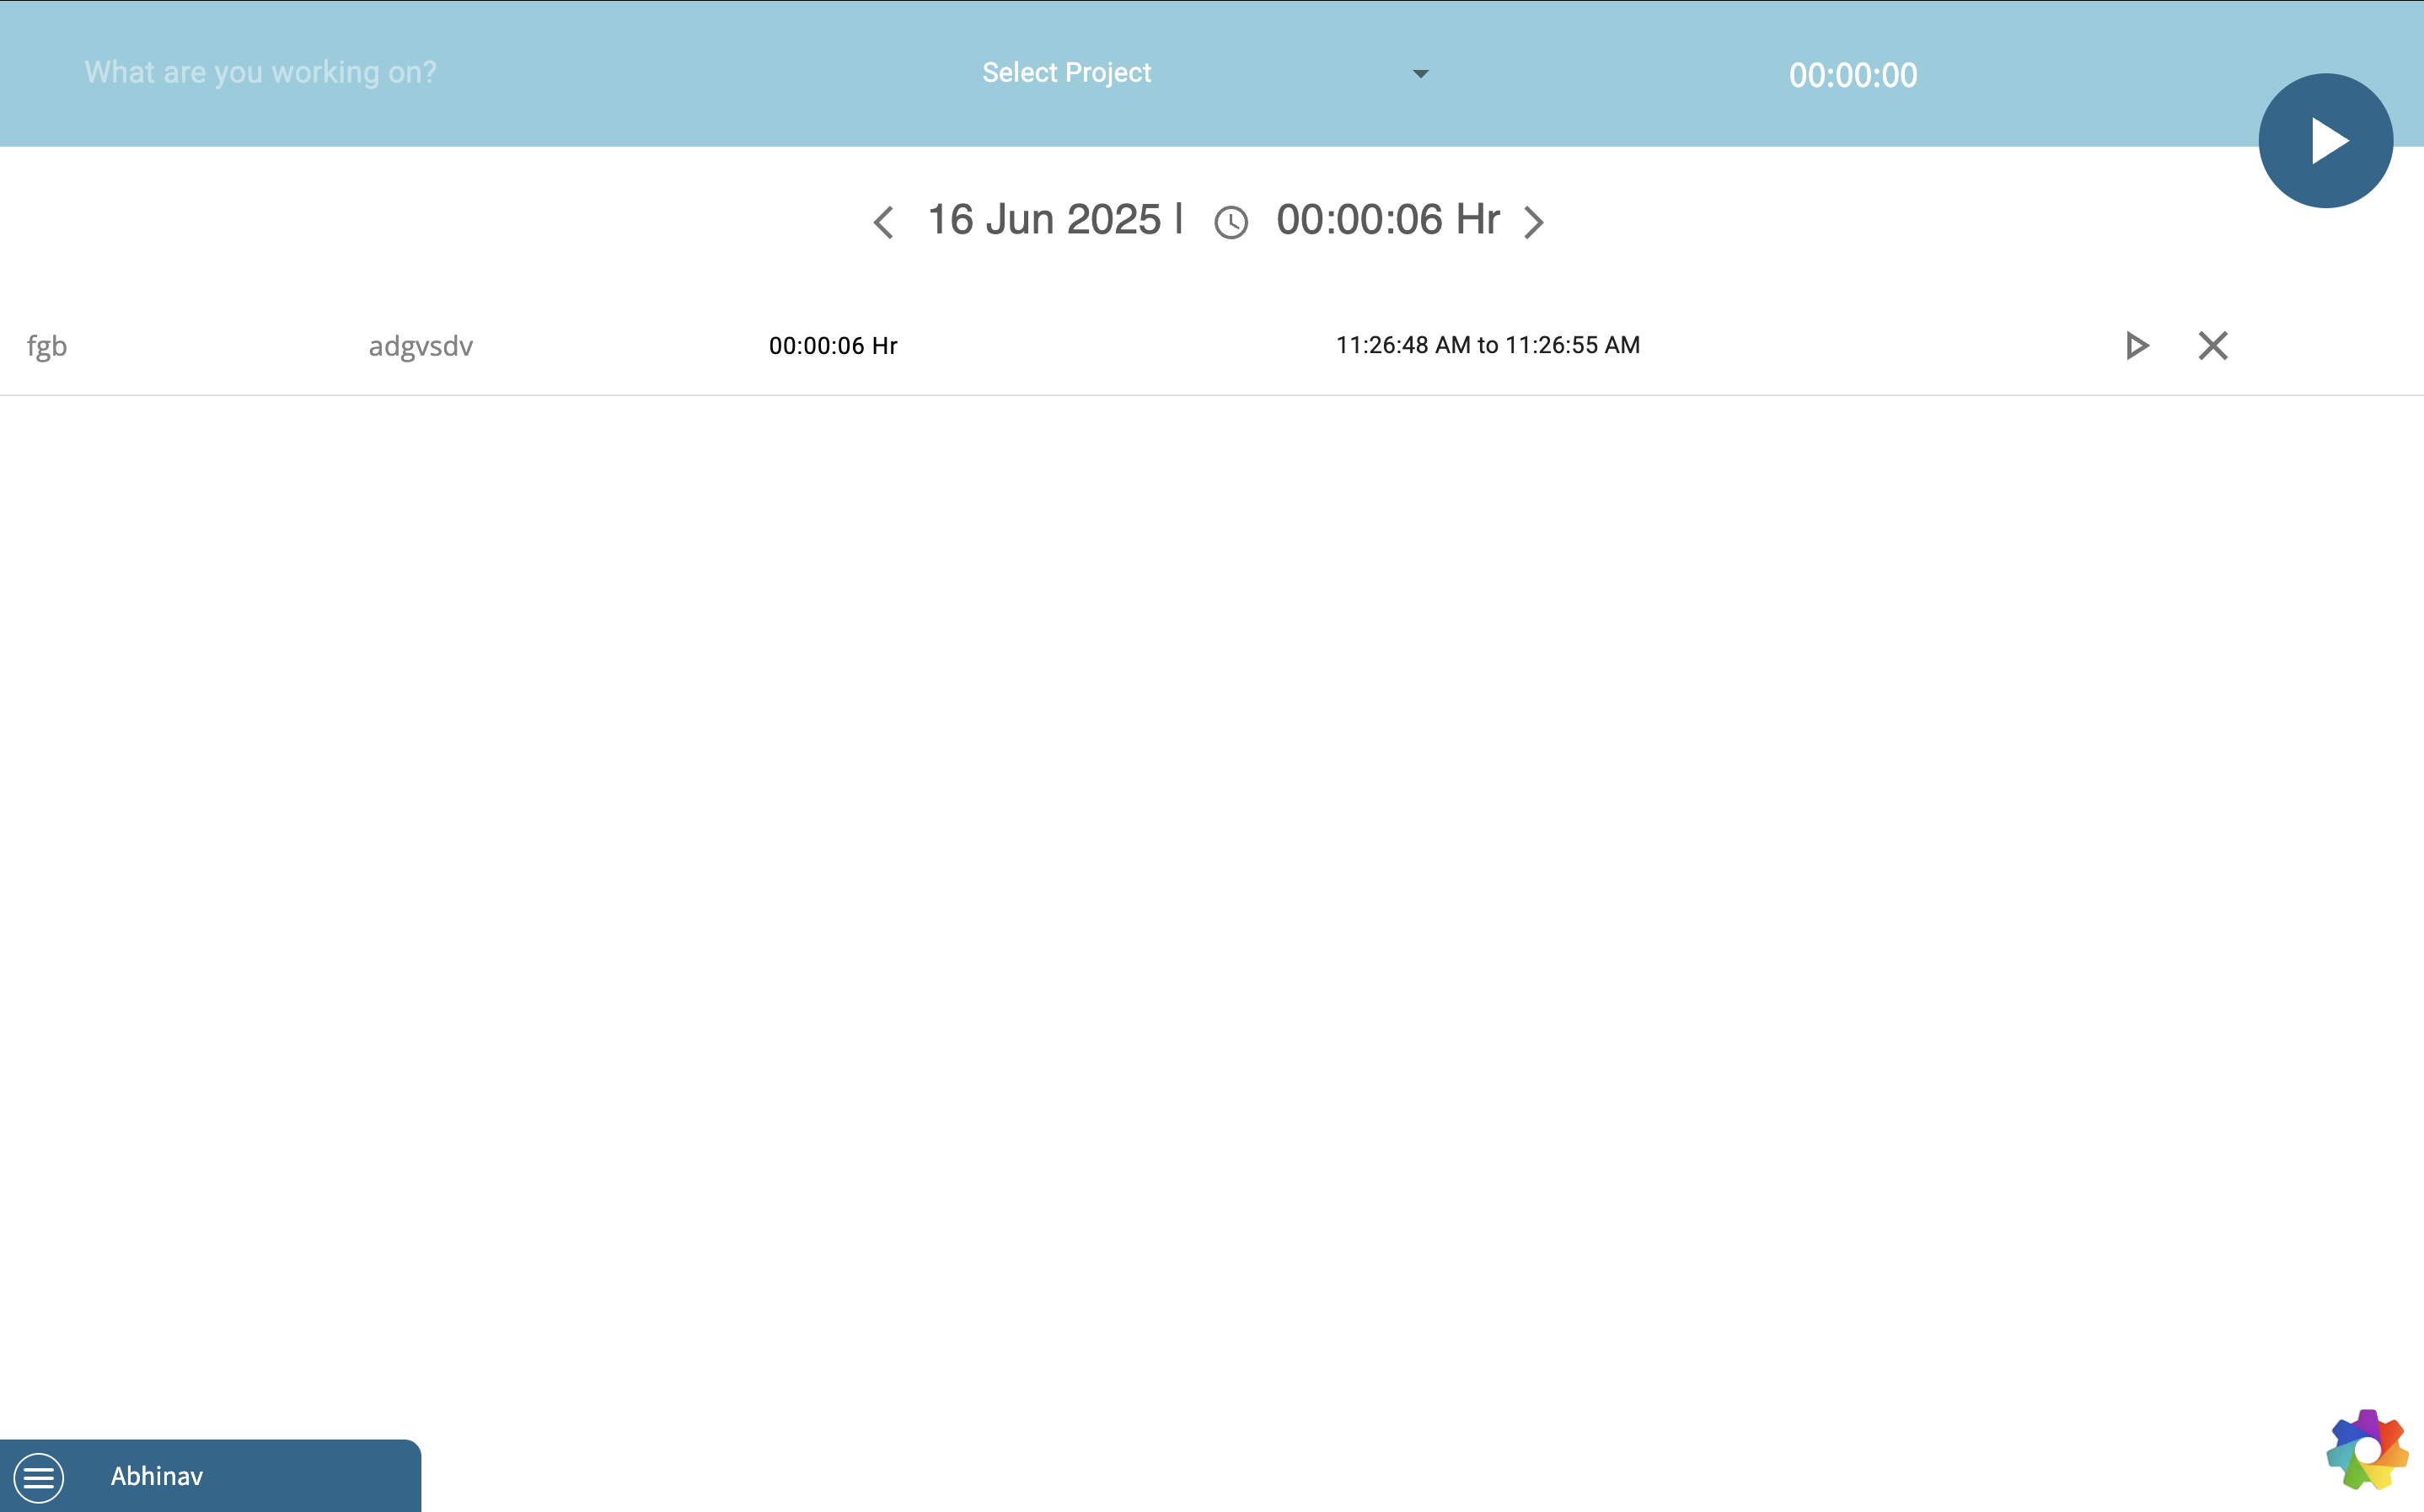 What are you working on? Select Project 00:00:00
16 Jun 2025 | 00:00:06 Hr
fgb adgvsdv 00:00:06 Hr 11:26:48 AM to 11:26:55 AM
Abhinav